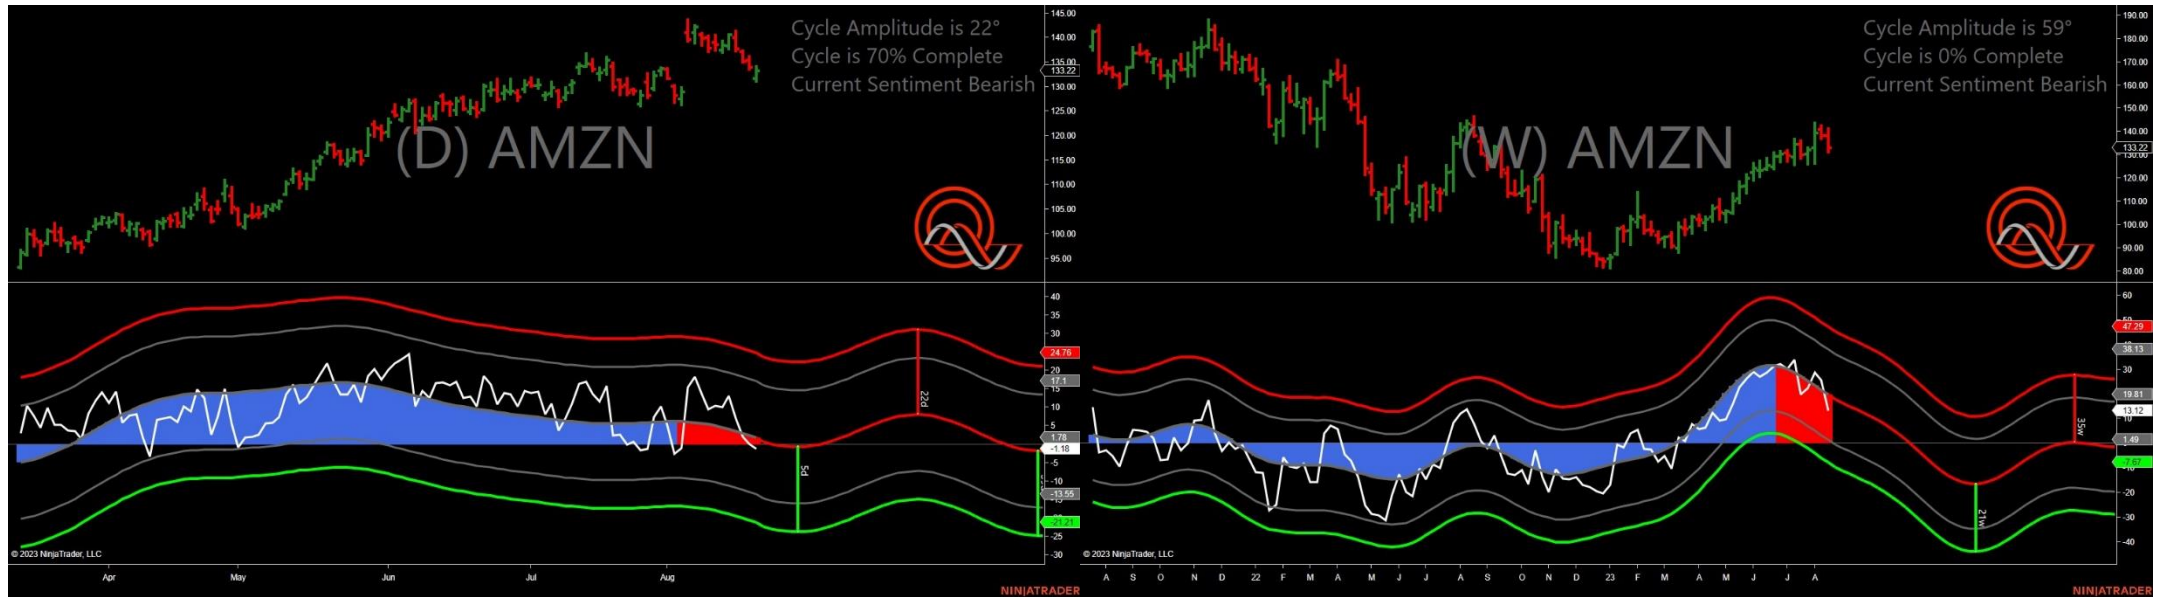 Cycle Amplitude is 22°
Cycle is 70% Complete
Current Sentiment Bearish
(D) AMZN
145.00
140.00
135.00
133.22
130.00
125.00
120.00
115.00
110.00
105.00
100.00
95.00
40
35
30
24.76
17.1
15
10
5
1.78
-1.18
-5
-10
-13.55
-21.21
-25
-30
22d
5d
© 2023 NinjaTrader, LLC
Apr May Jun Jul Aug
NINJATRADER
Cycle Amplitude is 59°
Cycle is 0% Complete
Current Sentiment Bearish
(W) AMZN
190.00
180.00
170.00
160.00
150.00
140.00
133.22
130.00
120.00
110.00
100.00
90.00
80.00
60
47.29
38.13
30
19.81
13.12
1.49
-7.67
-20
-30
-40
35w
21w
© 2023 NinjaTrader, LLC
A S O N D 22 F M A M J J A S O N D 23 F M A M J J A
NINJATRADER